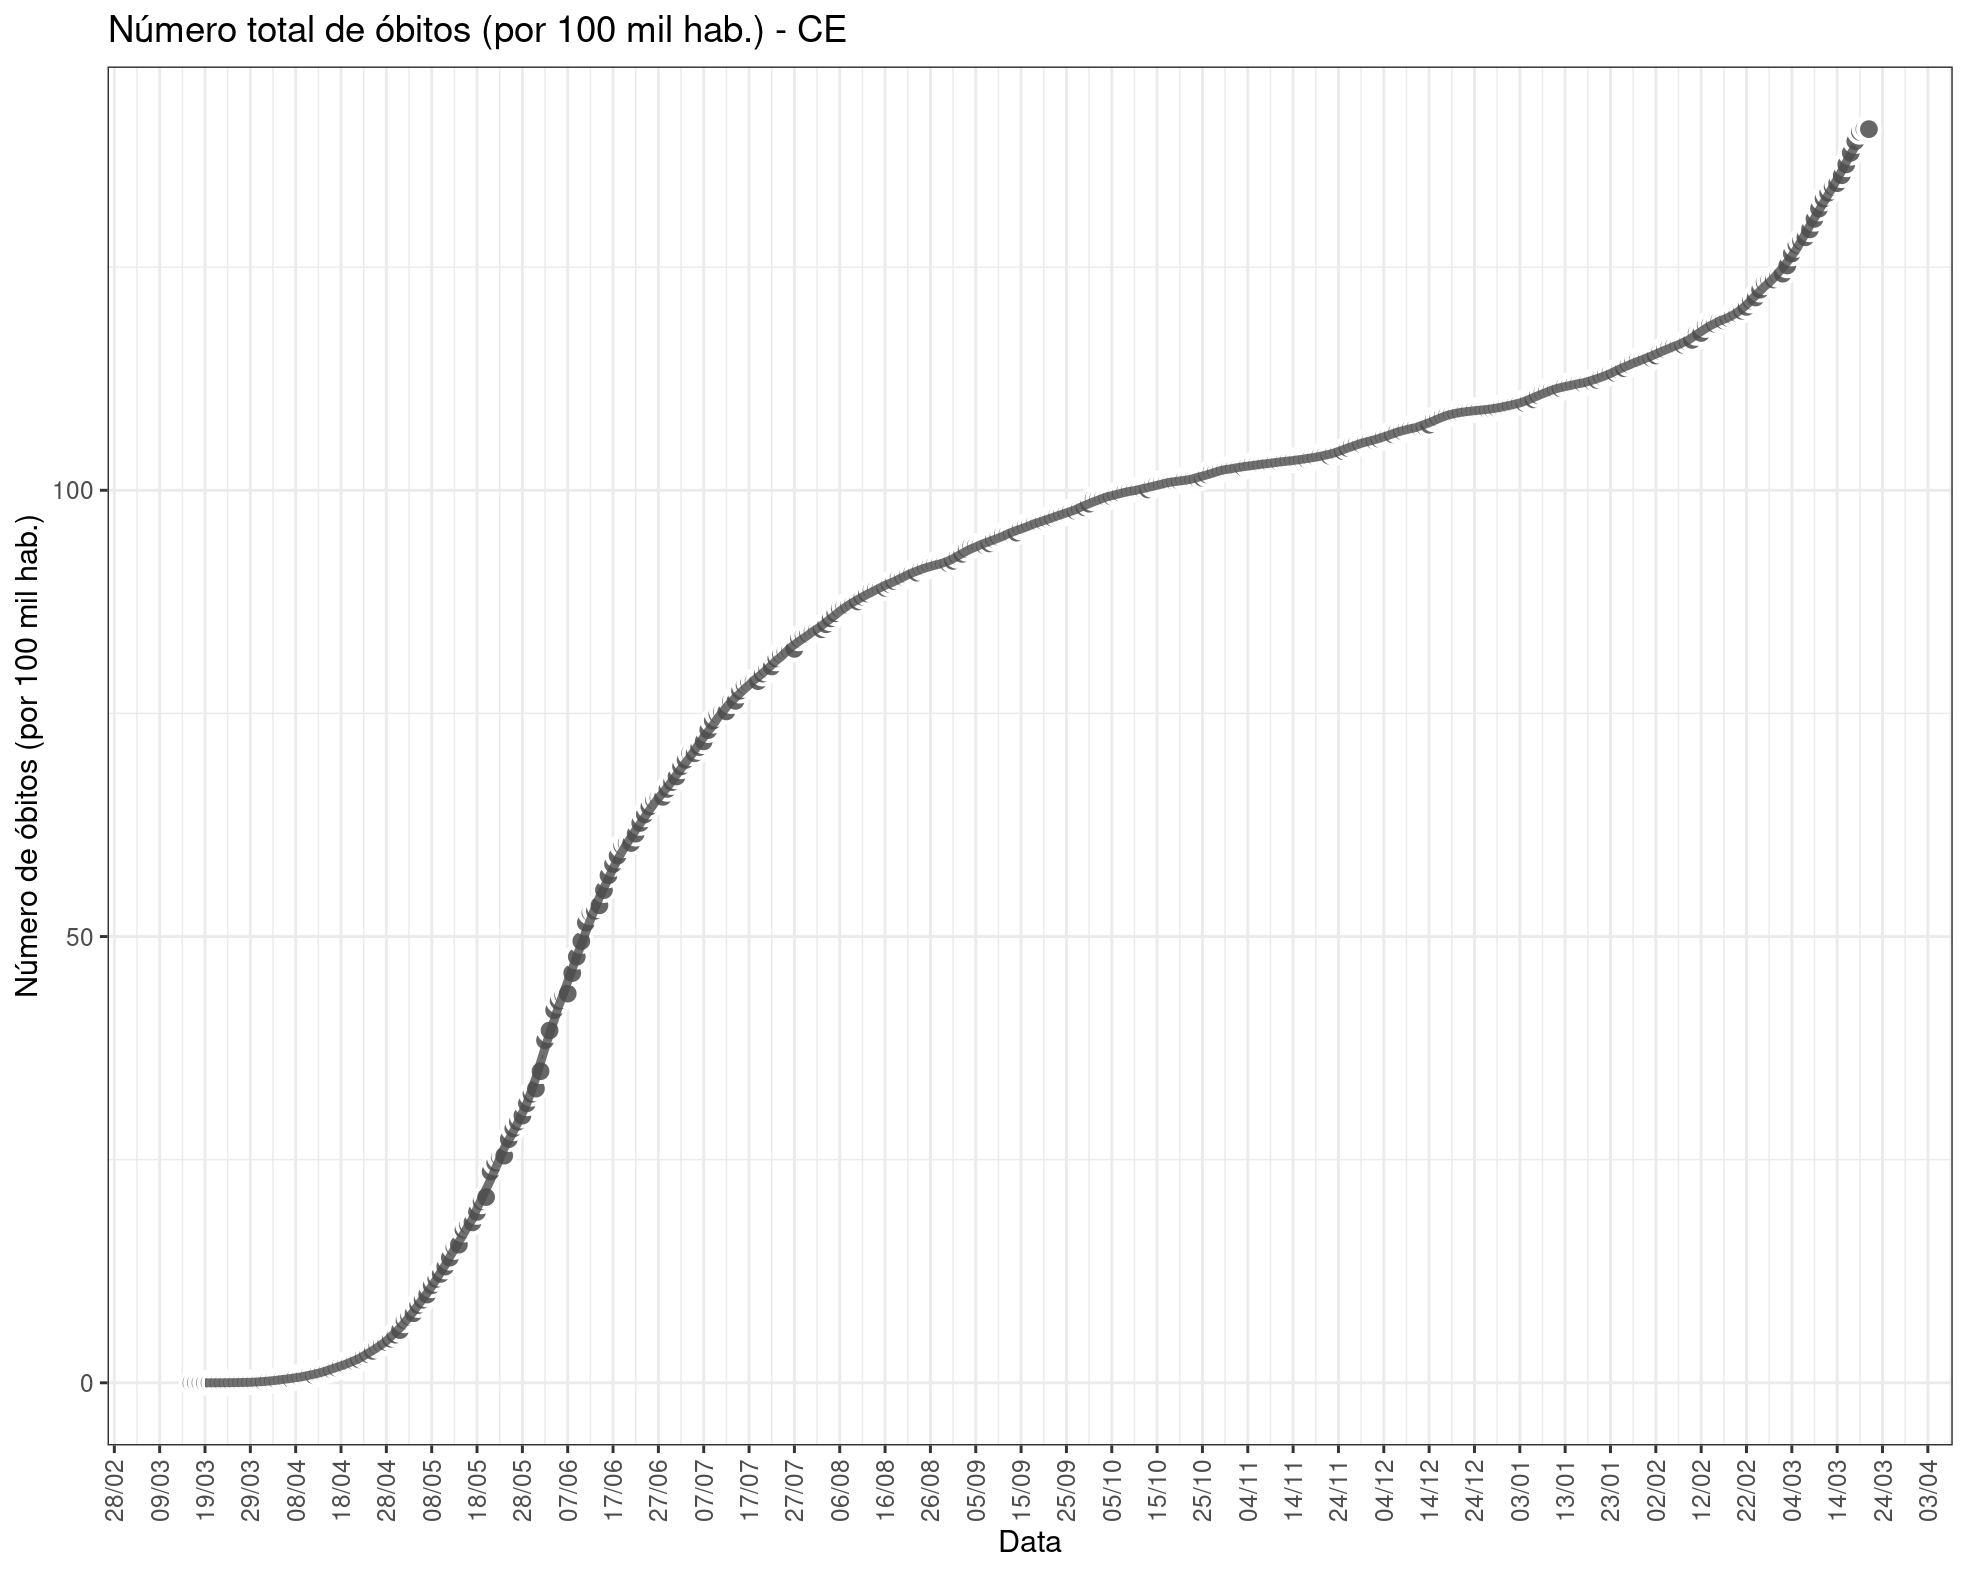 Número total de óbitos (por 100 mil hab.) - CE
Número de óbitos (por 100 mil hab.)
100
50
0
28/02 09/03 19/03 29/03 08/04 18/04 28/04 08/05 18/05 28/05 07/06 17/06 27/06 07/07 17/07 27/07 06/08 16/08 26/08 05/09 15/09 25/09 05/10 15/10 25/10 04/11 14/11 24/11 04/12 14/12 24/12 03/01 13/01 23/01 02/02 12/02 22/02 04/03 14/03 24/03 03/04
Data